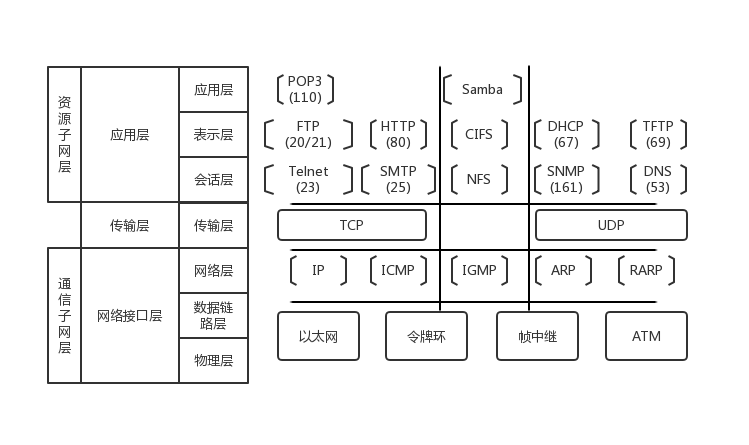 资源子网层
应用层
应用层
表示层
会话层
传输层
传输层
通信子网层
网络接口层
网络层
数据链
路层
物理层
POP3
(110)
Samba
FTP
(20/21)
HTTP
(80)
CIFS
DHCP
(67)
TFTP
(69)
Telnet
(23)
SMTP
(25)
NFS
SNMP
(161)
DNS
(53)
TCP
UDP
IP
ICMP
IGMP
ARP
RARP
以太网
令牌环
帧中继
ATM